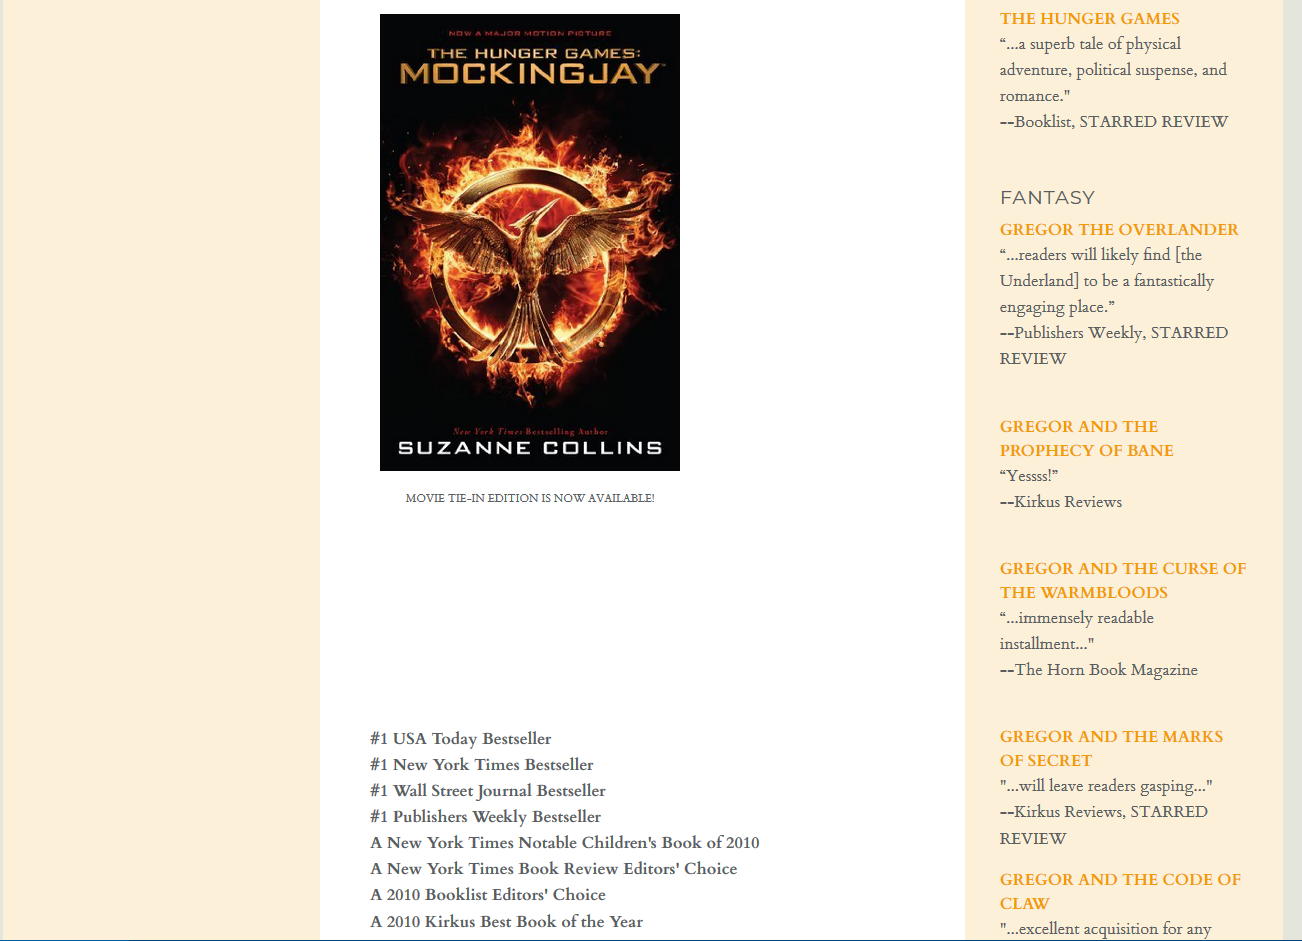 NOW A MAJOR MOTION PICTURE
THE HUNGER GAMES:
MOCKINGJAY™
New York Times Bestselling Author
SUZANNE COLLINS
MOVIE TIE-IN EDITION IS NOW AVAILABLE!
#1 USA Today Bestseller
#1 New York Times Bestseller
#1 Wall Street Journal Bestseller
#1 Publishers Weekly Bestseller
A New York Times Notable Children's Book of 2010
A New York Times Book Review Editors' Choice
A 2010 Booklist Editors' Choice
A 2010 Kirkus Best Book of the Year
THE HUNGER GAMES
“...a superb tale of physical
adventure, political suspense, and
romance."
--Booklist, STARRED REVIEW
FANTASY
GREGOR THE OVERLANDER
“...readers will likely find [the
Underland] to be a fantastically
engaging place.”
--Publishers Weekly, STARRED
REVIEW
GREGOR AND THE
PROPHECY OF BANE
“Yessss!”
--Kirkus Reviews
GREGOR AND THE CURSE OF
THE WARMBLOODS
“...immensely readable
installment..."
--The Horn Book Magazine
GREGOR AND THE MARKS
OF SECRET
"...will leave readers gasping..."
--Kirkus Reviews, STARRED
REVIEW
GREGOR AND THE CODE OF
CLAW
"...excellent acquisition for any